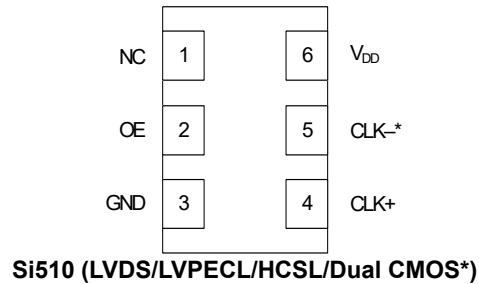 NC 1 6 VDD
OE 2 5 CLK–*
GND 3 4 CLK+
Si510 (LVDS/LVPECL/HCSL/Dual CMOS*)